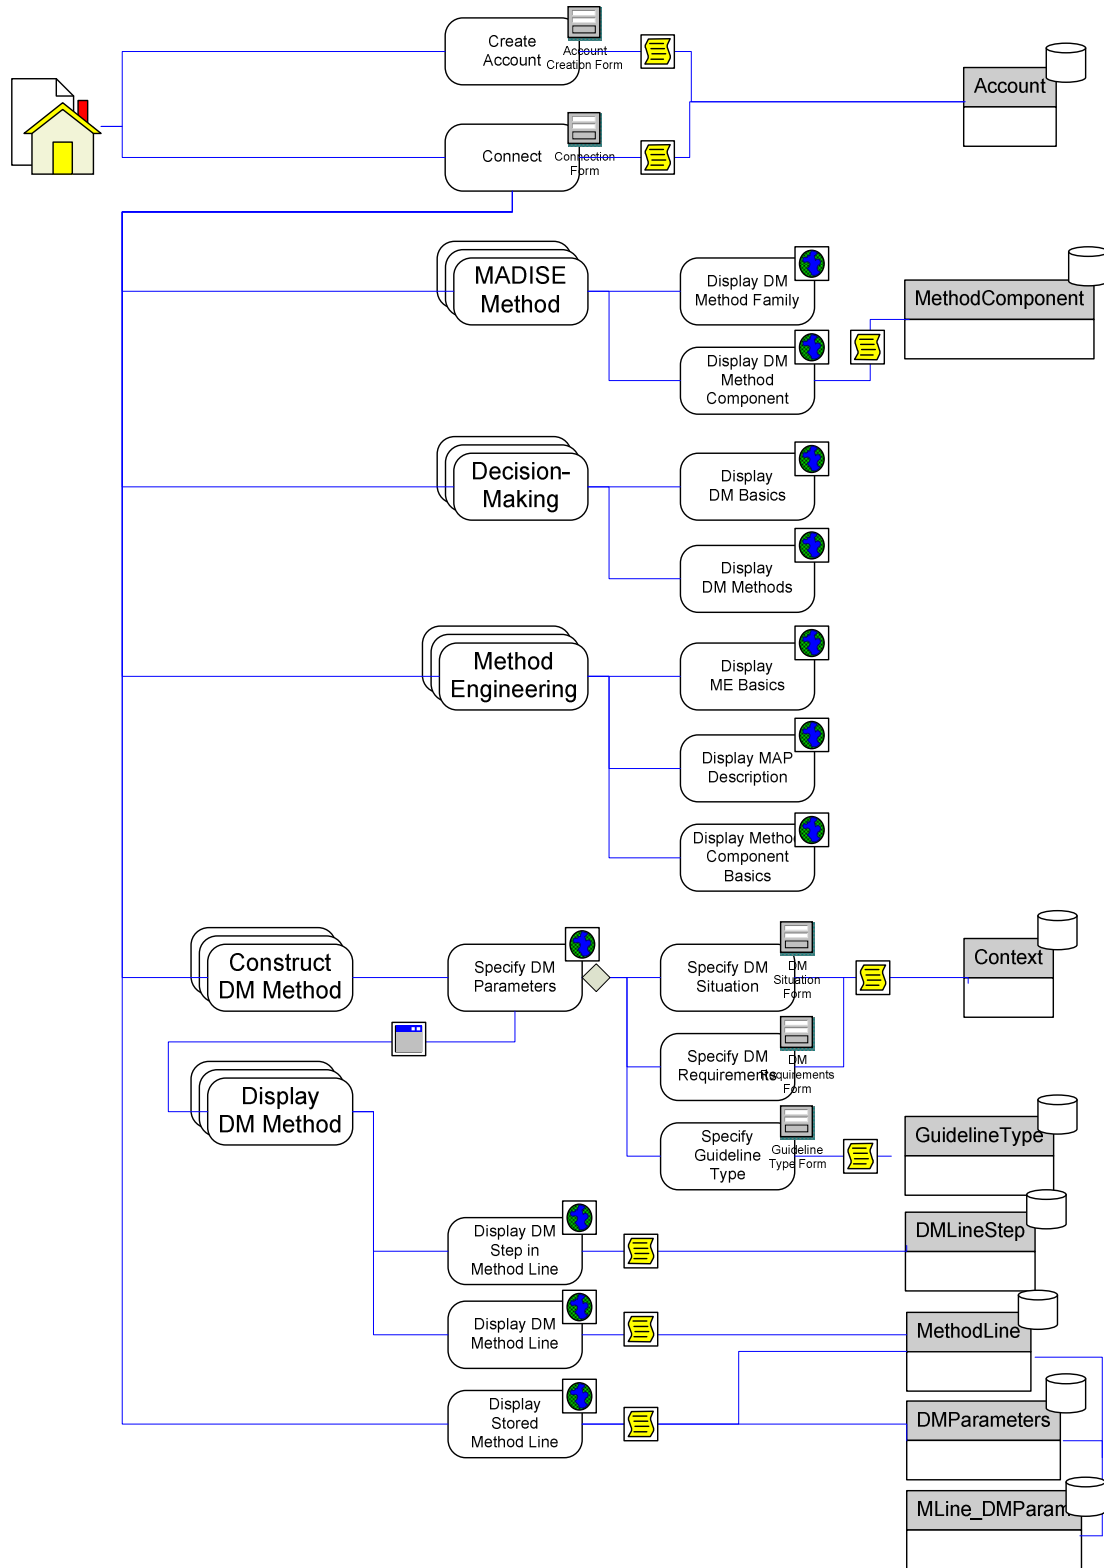 Create
Account
Account
Creation Form
Account
Connect
Connection
Form
MADISE
Method
Display DM
Method Family
MethodComponent
Display DM
Method
Component
Decision-
Making
Display
DM Basics
Display
DM Methods
Method
Engineering
Display
ME Basics
Display MAP
Description
Display Method
Component
Basics
Construct
DM Method
Specify DM
Parameters
Specify DM
Situation
DM
Situation
Form
Context
Specify DM
Requirements
DM
Requirements
Form
Display
DM Method
Specify
Guideline
Type
Guideline
Type Form
GuidelineType
Display DM
Step in
Method Line
DMLineStep
Display DM
Method Line
MethodLine
Display
Stored
Method Line
DMParameters
MLine_DMParam